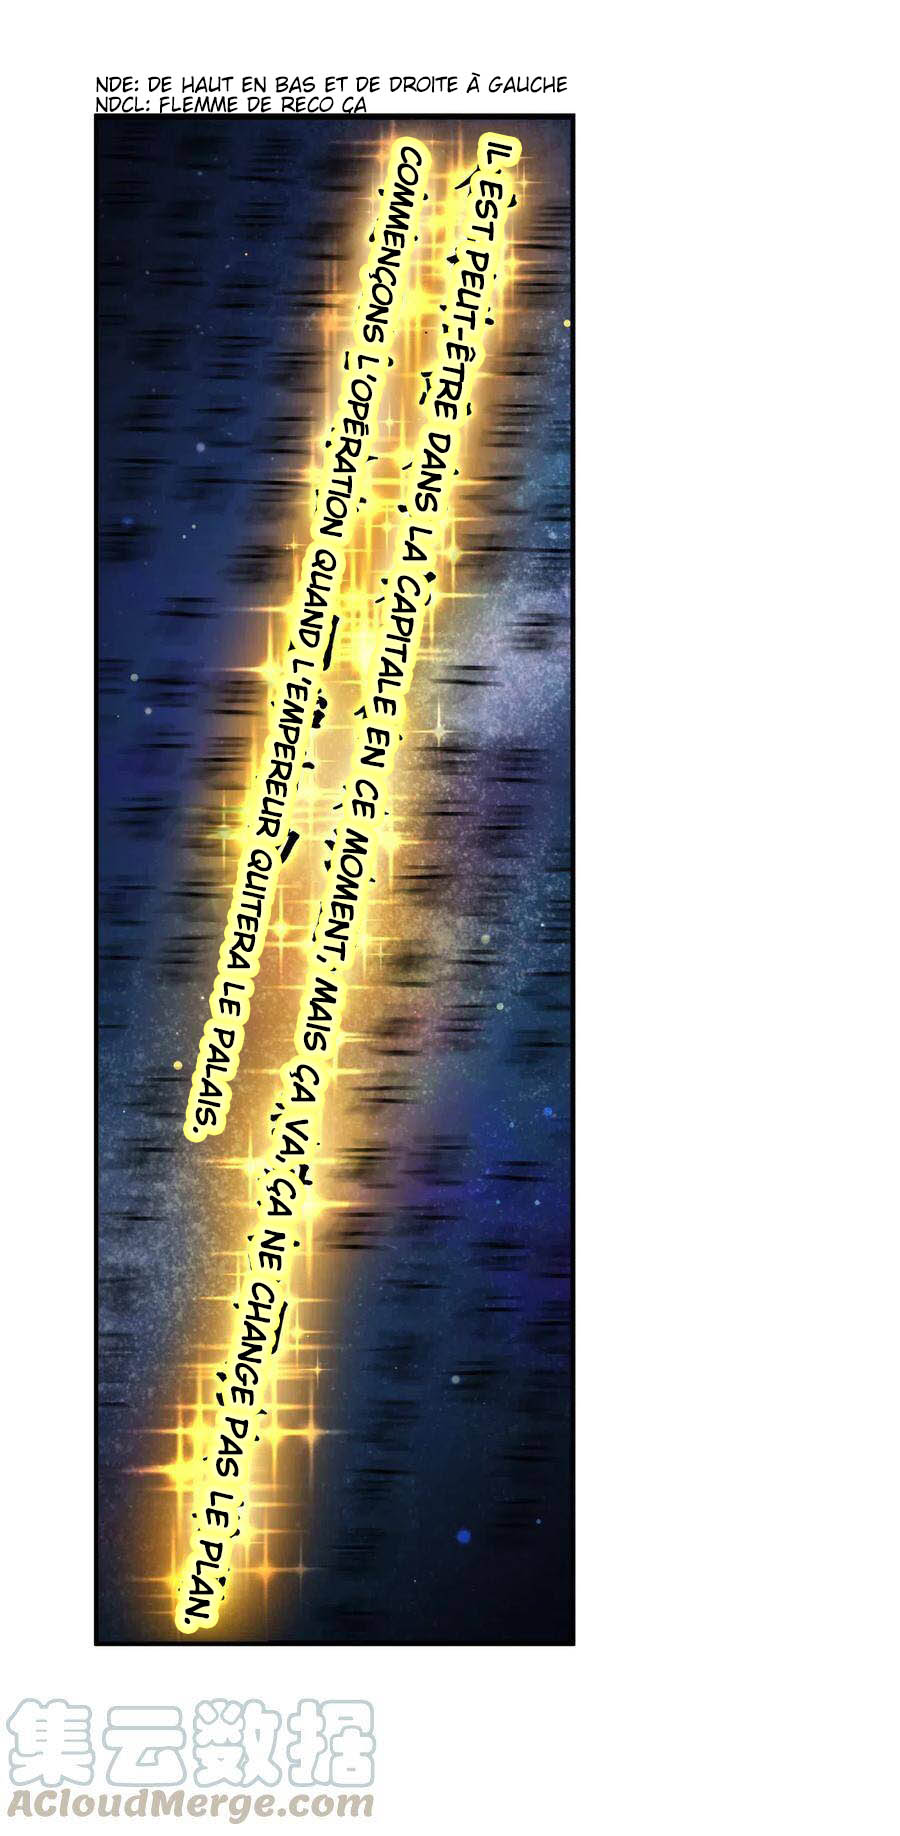 NDE: DE HAUT EN BAS ET DE DROITE À GAUCHE
NDCL: FLEMME DE RECO ÇA
IL EST PEUT-ÊTRE DANS LA CAPITALE EN CE MOMENT, MAIS ÇA VA, ÇA NE CHANGE PAS LE PLAN.
COMMENÇONS L'OPÉRATION QUAND L'EMPEREUR QUITERA LE PALAIS.
集云数据
ACloudMerge.com